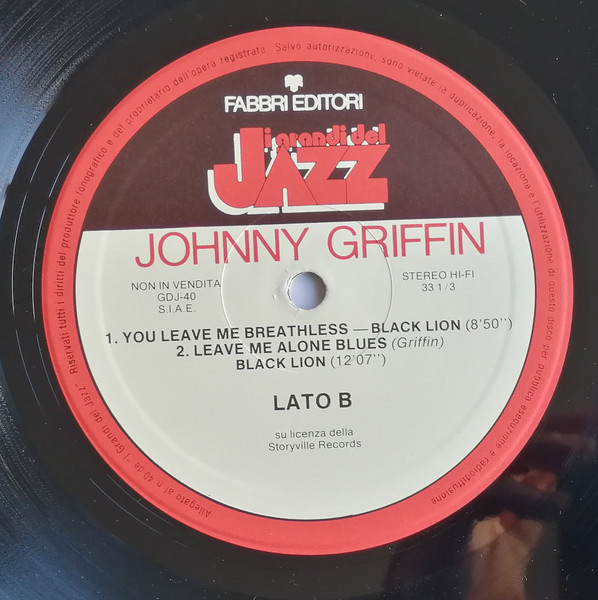 FABBRI EDITORI
i grandi del
JAZZ
JOHNNY GRIFFIN
NON IN VENDITA
GDJ-40
S.I.A.E.
STEREO HI-FI
33 1/3
1. YOU LEAVE ME BREATHLESS — BLACK LION (8'50'')
2. LEAVE ME ALONE BLUES (Griffin)
BLACK LION (12'07'')
LATO B
su licenza della
Storyville Records
Allegato al n 40 de "I Grandi del Jazz". Riservati tutti i diritti del produttore fonografico e del proprietario dell'opera registrata. Salvo autorizzazione, sono vietate la duplicazione, la locazione e l'utilizzazione di questo disco per pubblica esecuzione e radiodiffusione